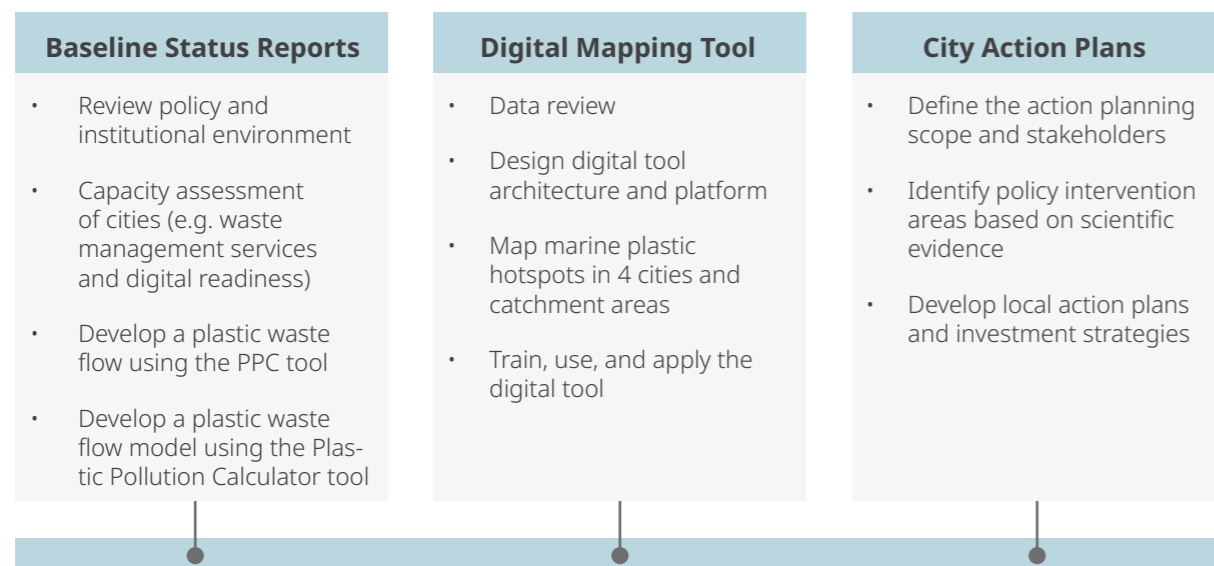 Baseline Status Reports
• Review policy and
institutional environment
• Capacity assessment
of cities (e.g. waste
management services
and digital readiness)
• Develop a plastic waste
flow using the PPC tool
• Develop a plastic waste
flow model using the Plas-
tic Pollution Calculator tool
Digital Mapping Tool
• Data review
• Design digital tool
architecture and platform
• Map marine plastic
hotspots in 4 cities and
catchment areas
• Train, use, and apply the
digital tool
City Action Plans
• Define the action planning
scope and stakeholders
• Identify policy intervention
areas based on scientific
evidence
• Develop local action plans
and investment strategies